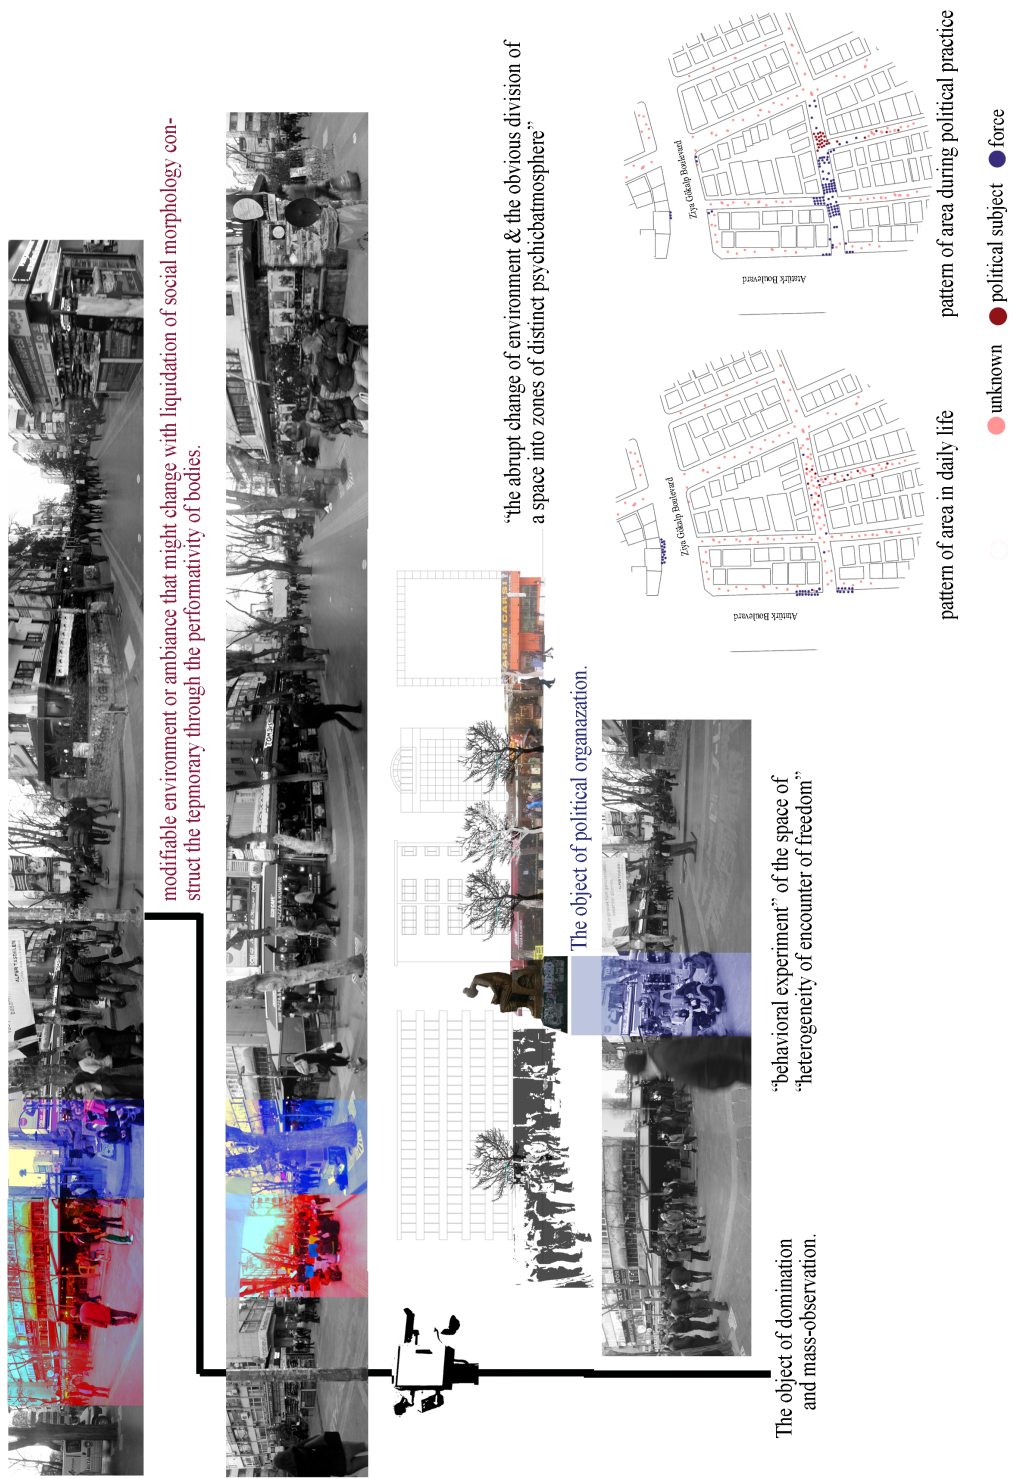 modifiable environment or ambiance that might change with liquidation of social morphology con-
struct the tepmorary through the performativity of bodies.
“the abrupt change of environment & the obvious division of
a space into zones of distinct psychicbatmosphere”
The object of political organazation.
“behavioral experiment” of the space of
“heterogeneity of encounter of freedom”
The object of domination
and mass-observation.
Ziya Gökalp Boulevard
Atatürk Boulevard
pattern of area in daily life
Ziya Gökalp Boulevard
Atatürk Boulevard
pattern of area during political practice
unknown
political subject
force